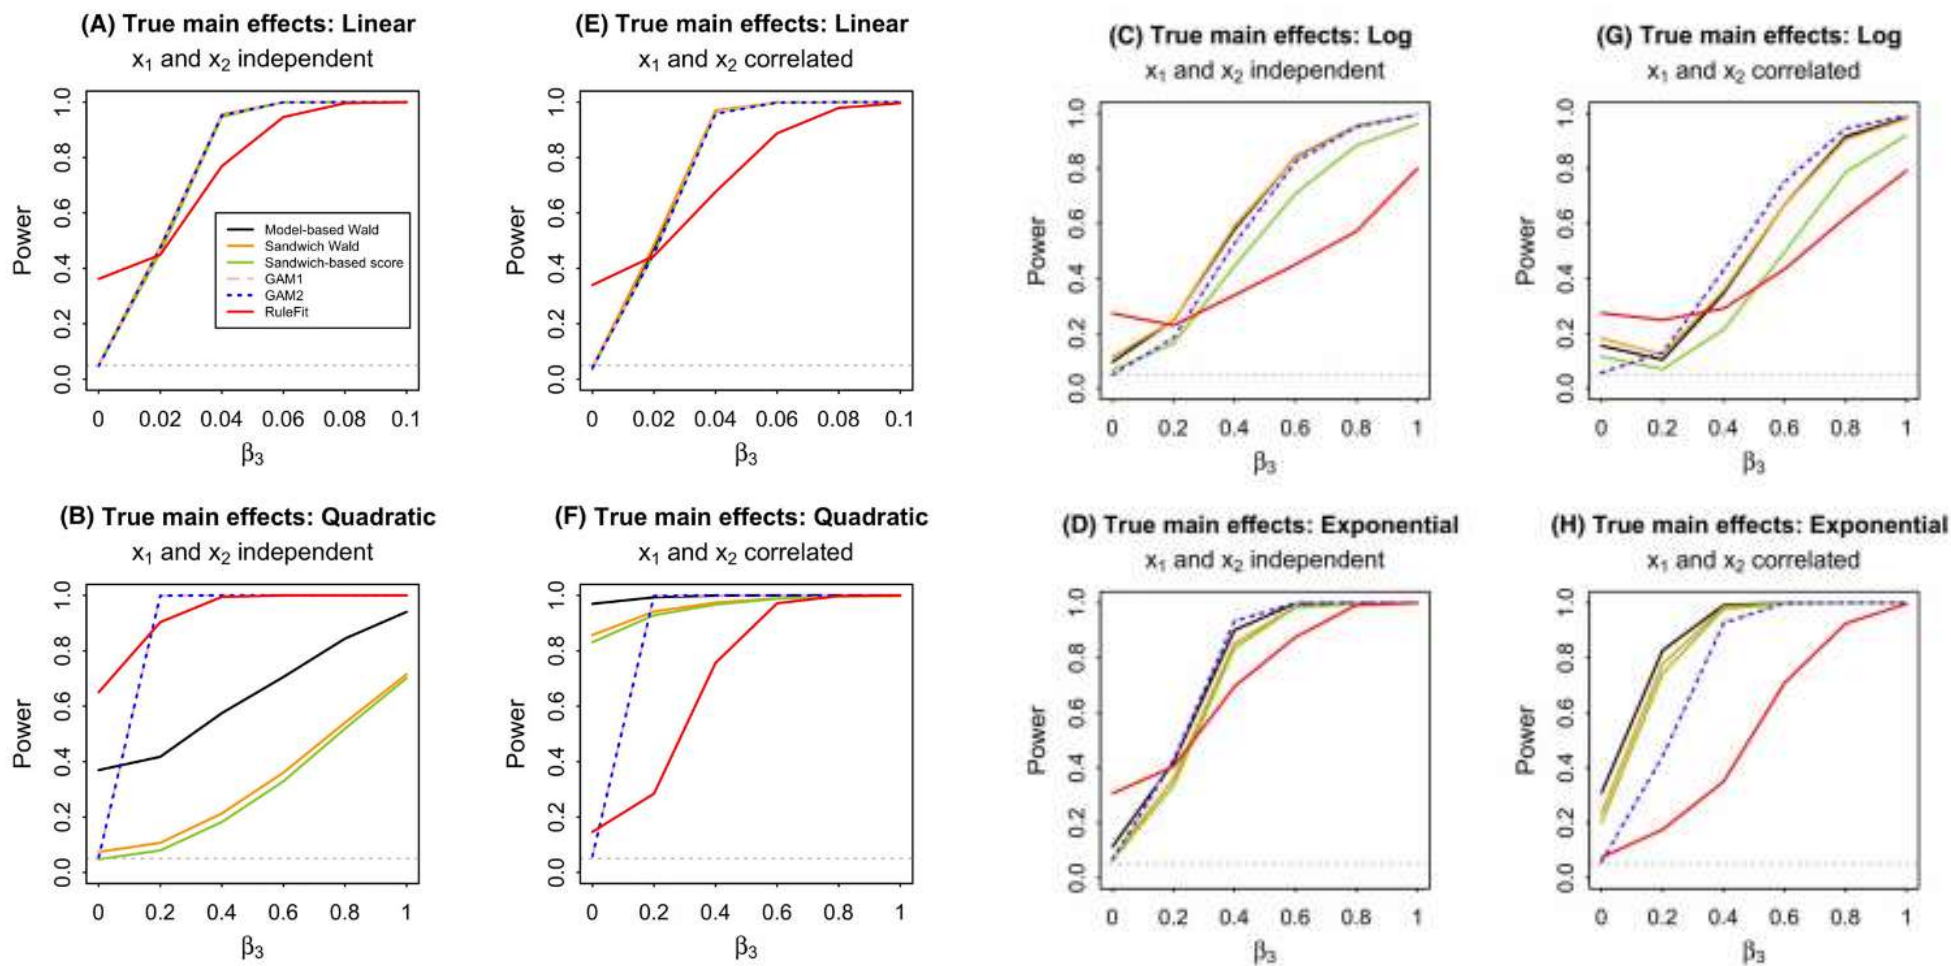 (A) True main effects: Linear
x₁ and x₂ independent
Power
1.0
0.8
0.6
0.4
0.2
0.0
Model-based Wald
Sandwich Wald
Sandwich-based score
GAM1
GAM2
RuleFit
0 0.02 0.04 0.06 0.08 0.1
β₃
(E) True main effects: Linear
x₁ and x₂ correlated
Power
1.0
0.8
0.6
0.4
0.2
0.0
0 0.02 0.04 0.06 0.08 0.1
β₃
(C) True main effects: Log
x₁ and x₂ independent
Power
1.0
0.8
0.6
0.4
0.2
0.0
0 0.2 0.4 0.6 0.8 1
β₃
(G) True main effects: Log
x₁ and x₂ correlated
Power
1.0
0.8
0.6
0.4
0.2
0.0
0 0.2 0.4 0.6 0.8 1
β₃
(B) True main effects: Quadratic
x₁ and x₂ independent
Power
1.0
0.8
0.6
0.4
0.2
0.0
0 0.2 0.4 0.6 0.8 1
β₃
(F) True main effects: Quadratic
x₁ and x₂ correlated
Power
1.0
0.8
0.6
0.4
0.2
0.0
0 0.2 0.4 0.6 0.8 1
β₃
(D) True main effects: Exponential
x₁ and x₂ independent
Power
1.0
0.8
0.6
0.4
0.2
0.0
0 0.2 0.4 0.6 0.8 1
β₃
(H) True main effects: Exponential
x₁ and x₂ correlated
Power
1.0
0.8
0.6
0.4
0.2
0.0
0 0.2 0.4 0.6 0.8 1
β₃